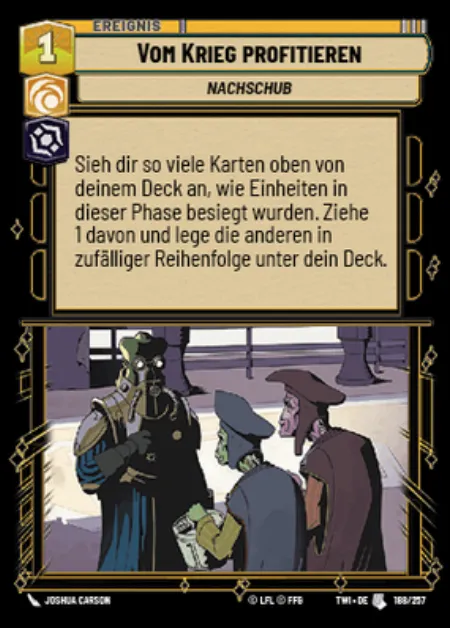 EREIGNIS
1
VOM KRIEG PROFITIEREN
NACHSCHUB
Sieh dir so viele Karten oben von
deinem Deck an, wie Einheiten in
dieser Phase besiegt wurden. Ziehe
1 davon und lege die anderen in
zufälliger Reihenfolge unter dein Deck.
JOSHUA CARSON © LFL © FFG TWI • DE 188/257